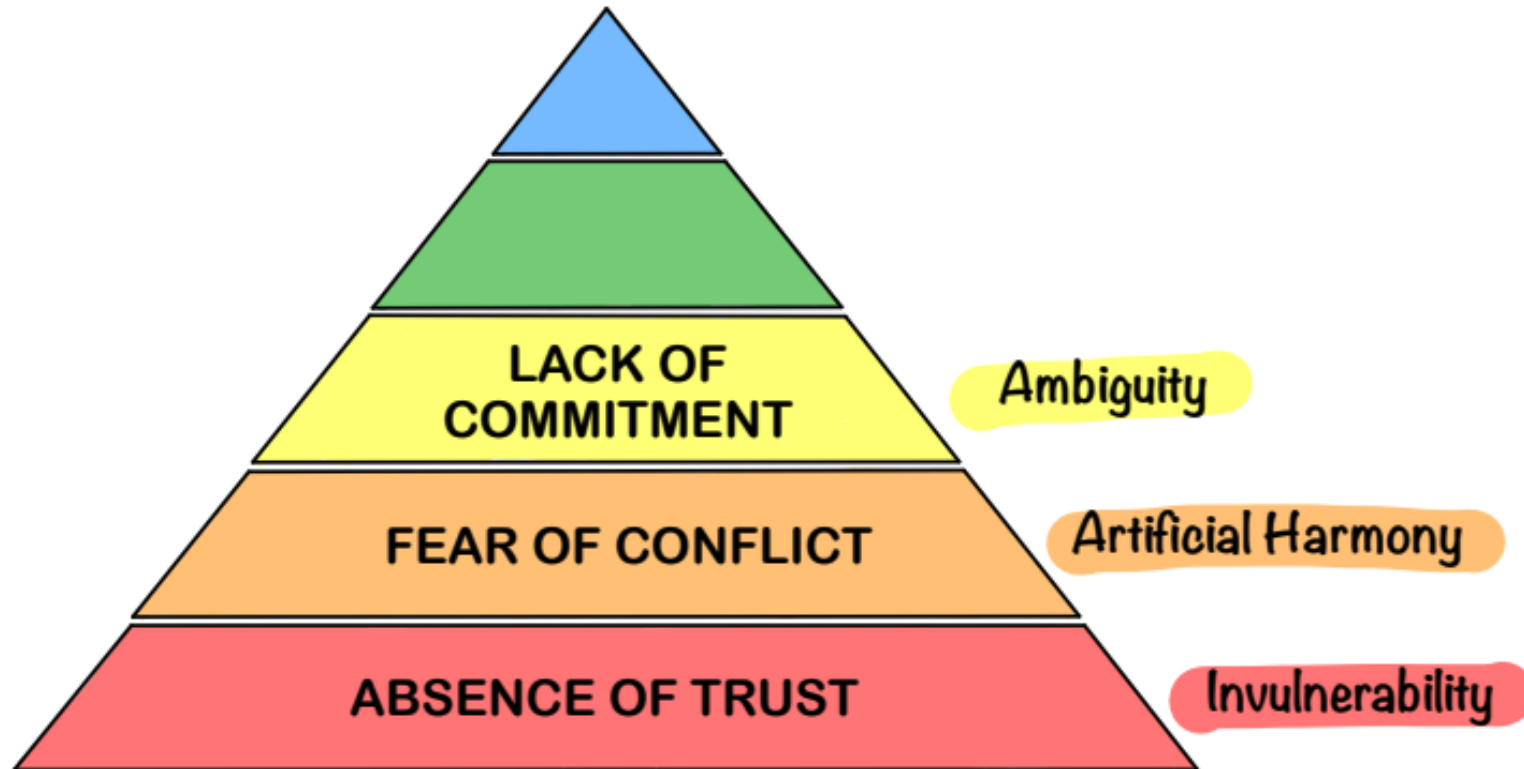 LACK OF
COMMITMENT
Ambiguity
FEAR OF CONFLICT
Artificial Harmony
ABSENCE OF TRUST
Invulnerability